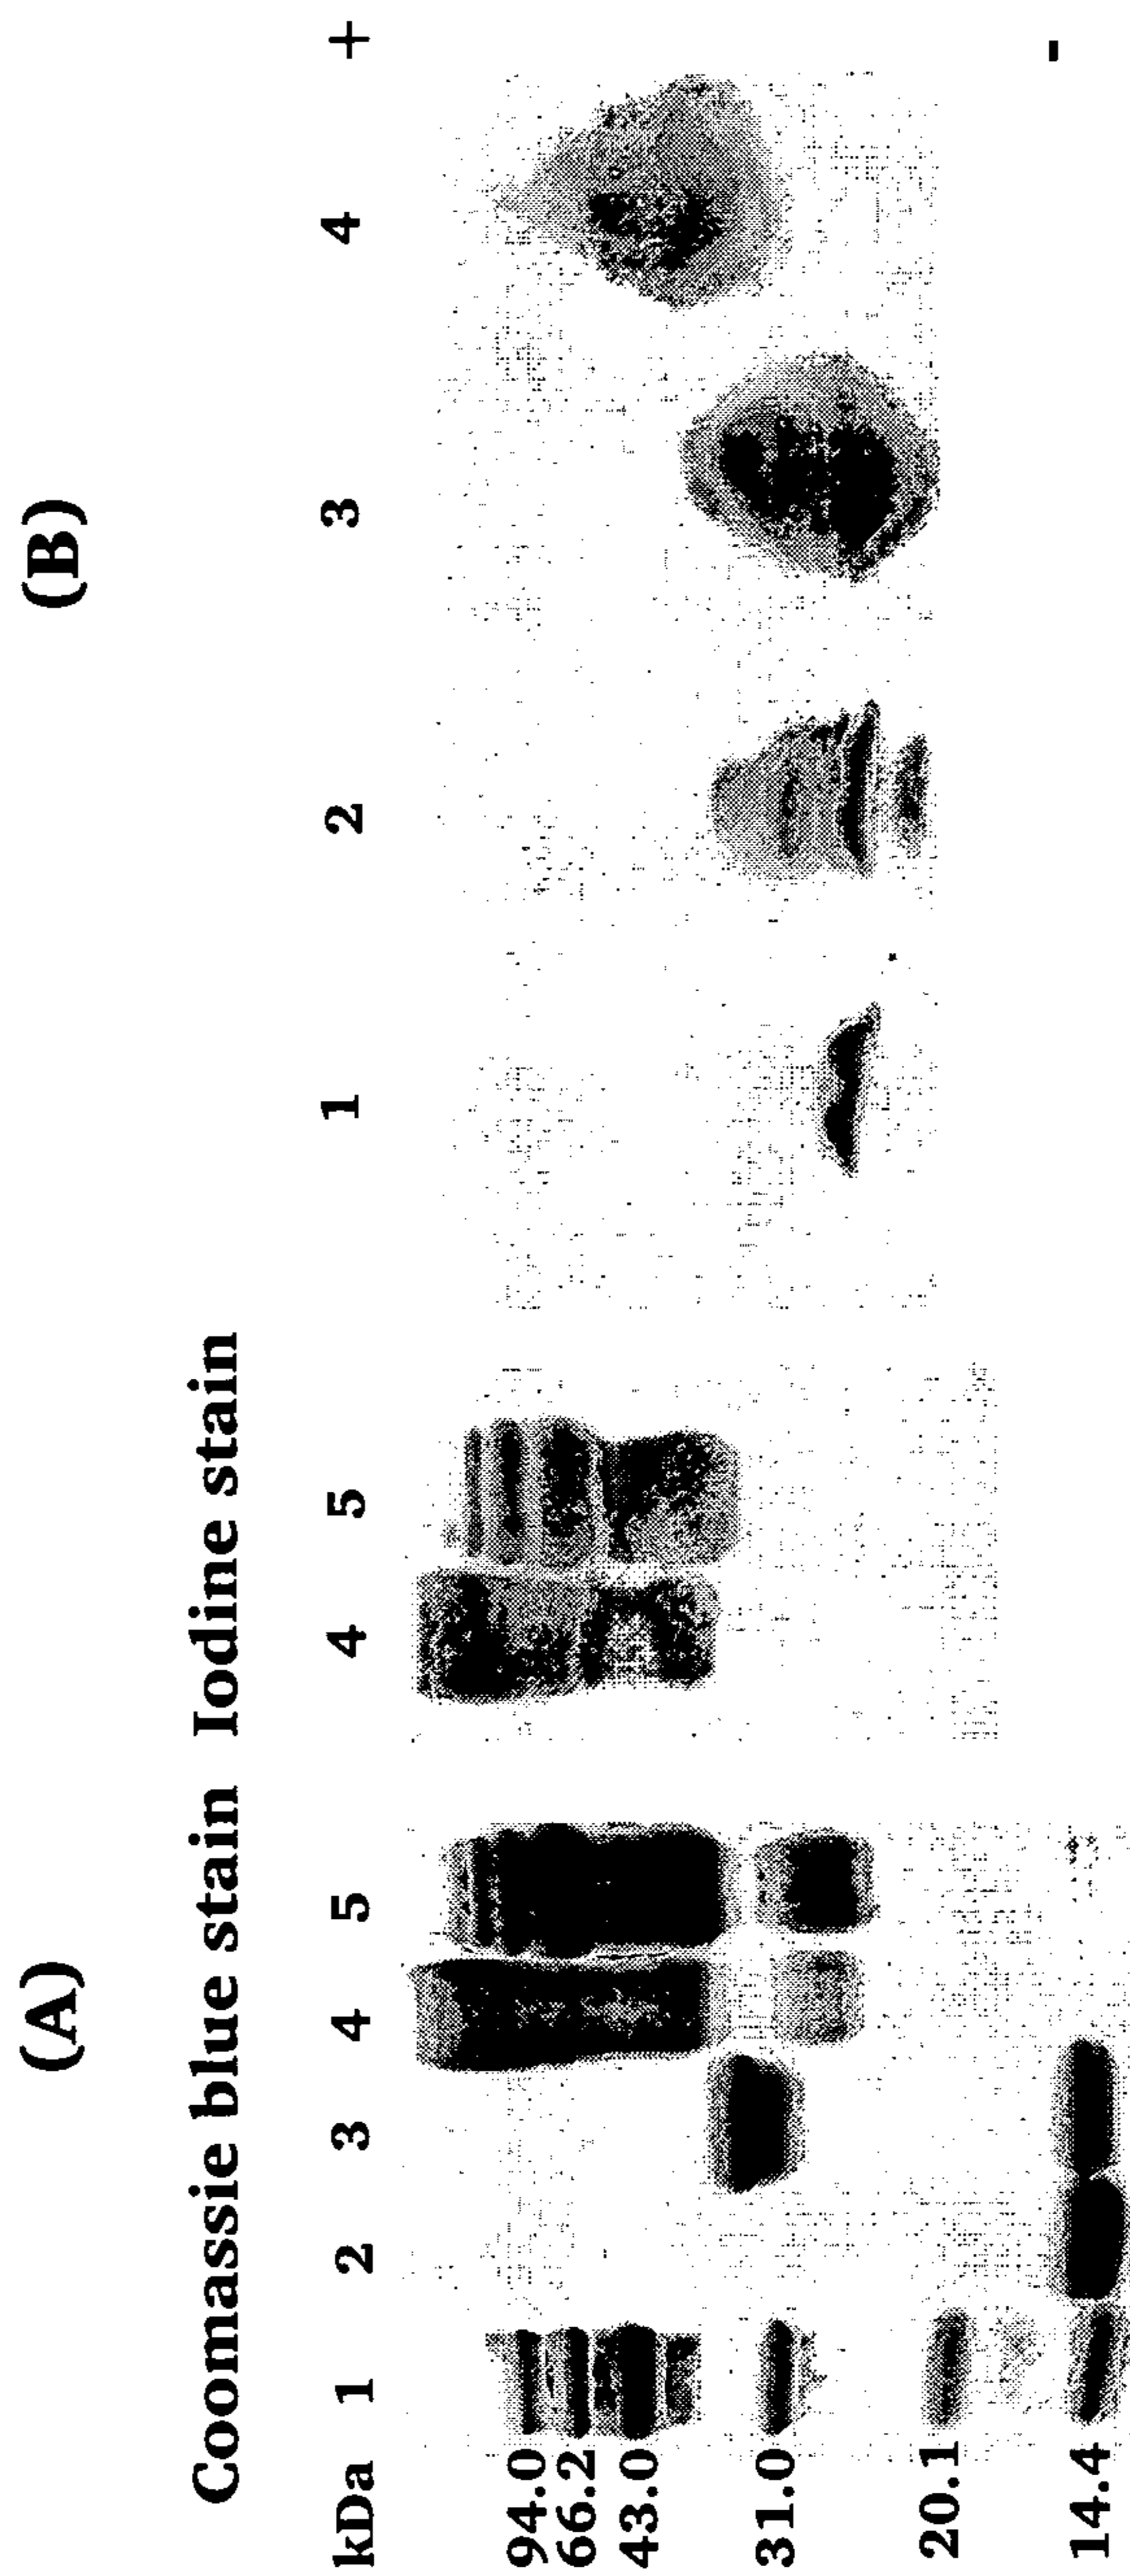 (A) (B)
Coomassie blue stain Iodine stain
kDa 1 2 3 4 5 4 5 1 2 3 4 +
94.0
66.2
43.0
31.0
20.1
14.4
-